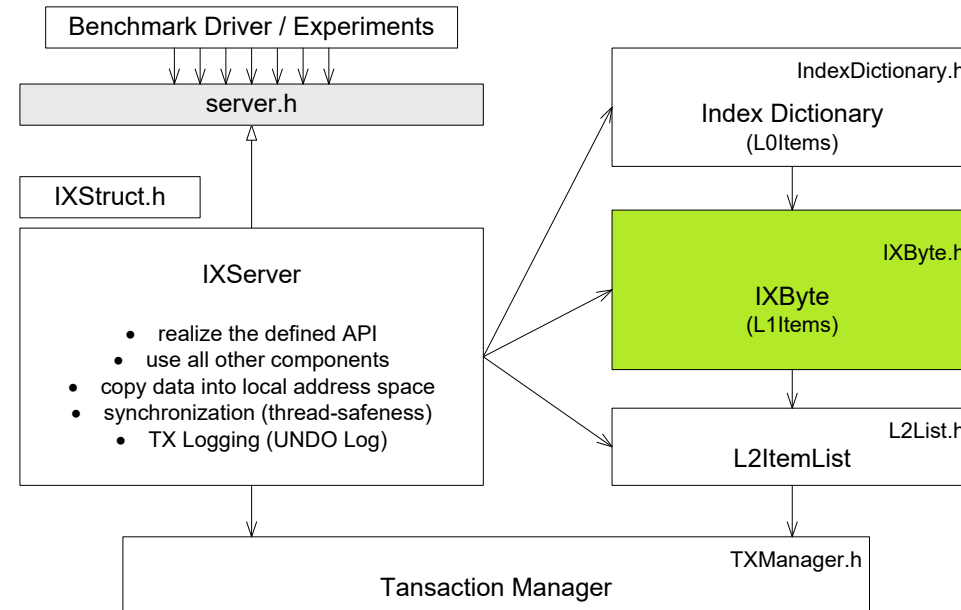 Benchmark Driver / Experiments
server.h
IXStruct.h
IXServer
• realize the defined API
• use all other components
• copy data into local address space
• synchronization (thread-safeness)
• TX Logging (UNDO Log)
IndexDictionary.h
Index Dictionary
(L0Items)
IXByte.h
IXByte
(L1Items)
L2List.h
L2ItemList
TXManager.h
Tansaction Manager